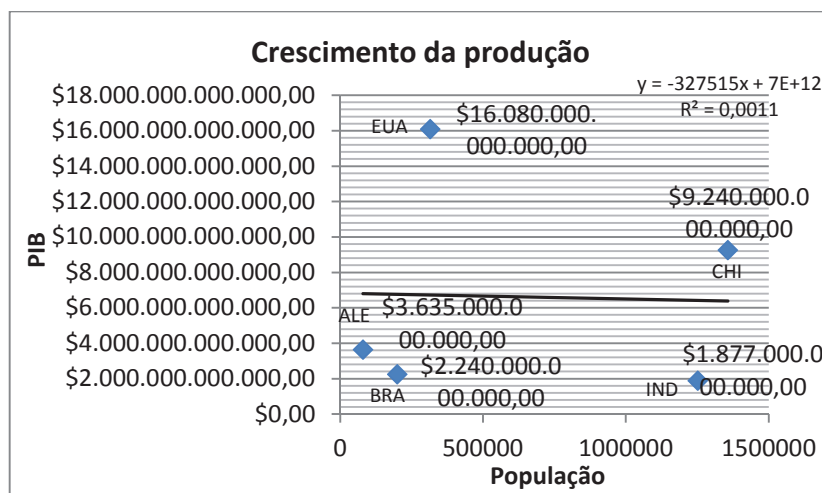 Crescimento da produção
y = -327515x + 7E+12
R² = 0,0011
$18.000.000.000.000,00
$16.000.000.000.000,00
$14.000.000.000.000,00
$12.000.000.000.000,00
$10.000.000.000.000,00
$8.000.000.000.000,00
$6.000.000.000.000,00
$4.000.000.000.000,00
$2.000.000.000.000,00
$0,00
PIB
EUA
$16.080.000.
000.000,00
$9.240.000.0
00.000,00
CHI
ALE
$3.635.000.0
00.000,00
BRA
$2.240.000.0
00.000,00
IND
$1.877.000.0
00.000,00
0
500000
1000000
1500000
População